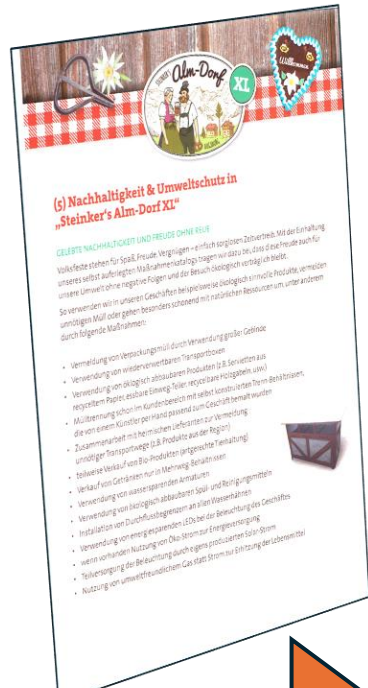 STEINKER'S
Alm-Dorf
XL
ORIGINAL
Willkommen
(5) Nachhaltigkeit & Umweltschutz in
„Steinker's Alm-Dorf XL“
GELEBTE NACHHALTIGKEIT UND FREUDE OHNE REUE
Volksfeste stehen für Spaß, Freude, Vergnügen – einfach sorglosen Zeitvertreib. Mit der Einhaltung
unseres selbst auferlegten Maßnahmenkatalogs tragen wir dazu bei, dass diese Freude auch für
unsere Umwelt ohne negative Folgen und der Besuch ökologisch verträglich bleibt.
So verwenden wir in unseren Geschäften beispielsweise ökologisch sinnvolle Produkte, vermeiden
unnötigen Müll oder gehen besonders schonend mit natürlichen Ressourcen um, unter anderem
durch folgende Maßnahmen:
• Vermeidung von Verpackungsmüll durch Verwendung großer Gebinde
• Verwendung von wiederverwertbaren Transportboxen
• Verwendung von ökologisch abbaubaren Produkten (z.B. Servietten aus
recyceltem Papier, essbare Einweg-Teller, recycelbare Holzgabeln, usw.)
• Mülltrennung schon im Kundenbereich mit selbst konstruierten Trenn-Behältnissen,
die von einem Künstler per Hand passend zum Geschäft bemalt wurden
• Zusammenarbeit mit heimischen Lieferanten zur Vermeidung
unnötiger Transportwege (z.B. Produkte aus der Region)
• teilweise Verkauf von Bio-Produkten (artgerechte Tierhaltung)
• Verkauf von Getränken nur in Mehrweg-Behältnissen
• Verwendung von wassersparenden Armaturen
• Verwendung von ökologisch abbaubaren Spül- und Reinigungsmitteln
• Installation von Durchflussbegrenzern an allen Wasserhähnen
• Verwendung von energiesparenden LEDs bei der Beleuchtung des Geschäftes
• wenn vorhanden Nutzung von Öko-Strom zur Energieversorgung
• Teilversorgung der Beleuchtung durch eigens produzierten Solar-Strom
• Nutzung von umweltfreundlichem Gas statt Strom zur Erhitzung der Lebensmittel